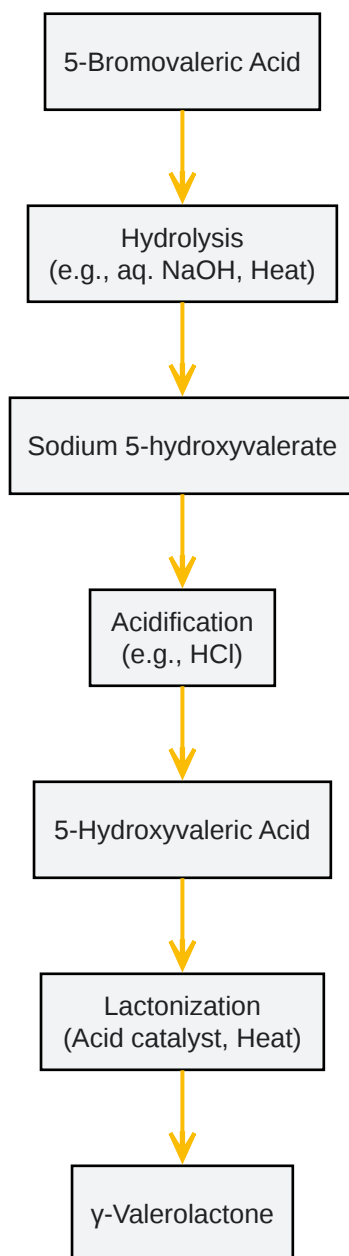 5-Bromovaleric Acid
Hydrolysis
(e.g., aq. NaOH, Heat)
Sodium 5-hydroxyvalerate
Acidification
(e.g., HCl)
5-Hydroxyvaleric Acid
Lactonization
(Acid catalyst, Heat)
γ-Valerolactone